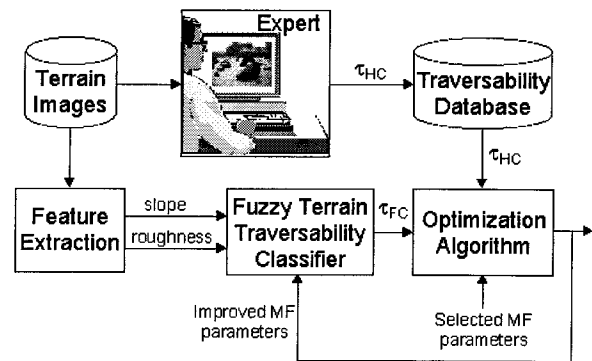 Expert
Terrain
Images
τHC
Traversability
Database
τHC
Feature
Extraction
slope
roughness
Fuzzy Terrain
Traversability
Classifier
τFC
Optimization
Algorithm
Improved MF
parameters
Selected MF
parameters